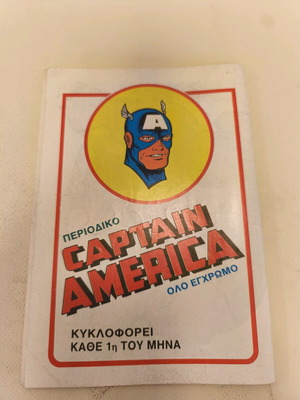 A
ΠΕΡΙΟΔΙΚΟ
CAPTAIN
AMERICA
ΟΛΟ ΕΓΧΡΩΜΟ
ΚΥΚΛΟΦΟΡΕΙ
ΚΑΘΕ 1η ΤΟΥ ΜΗΝΑ